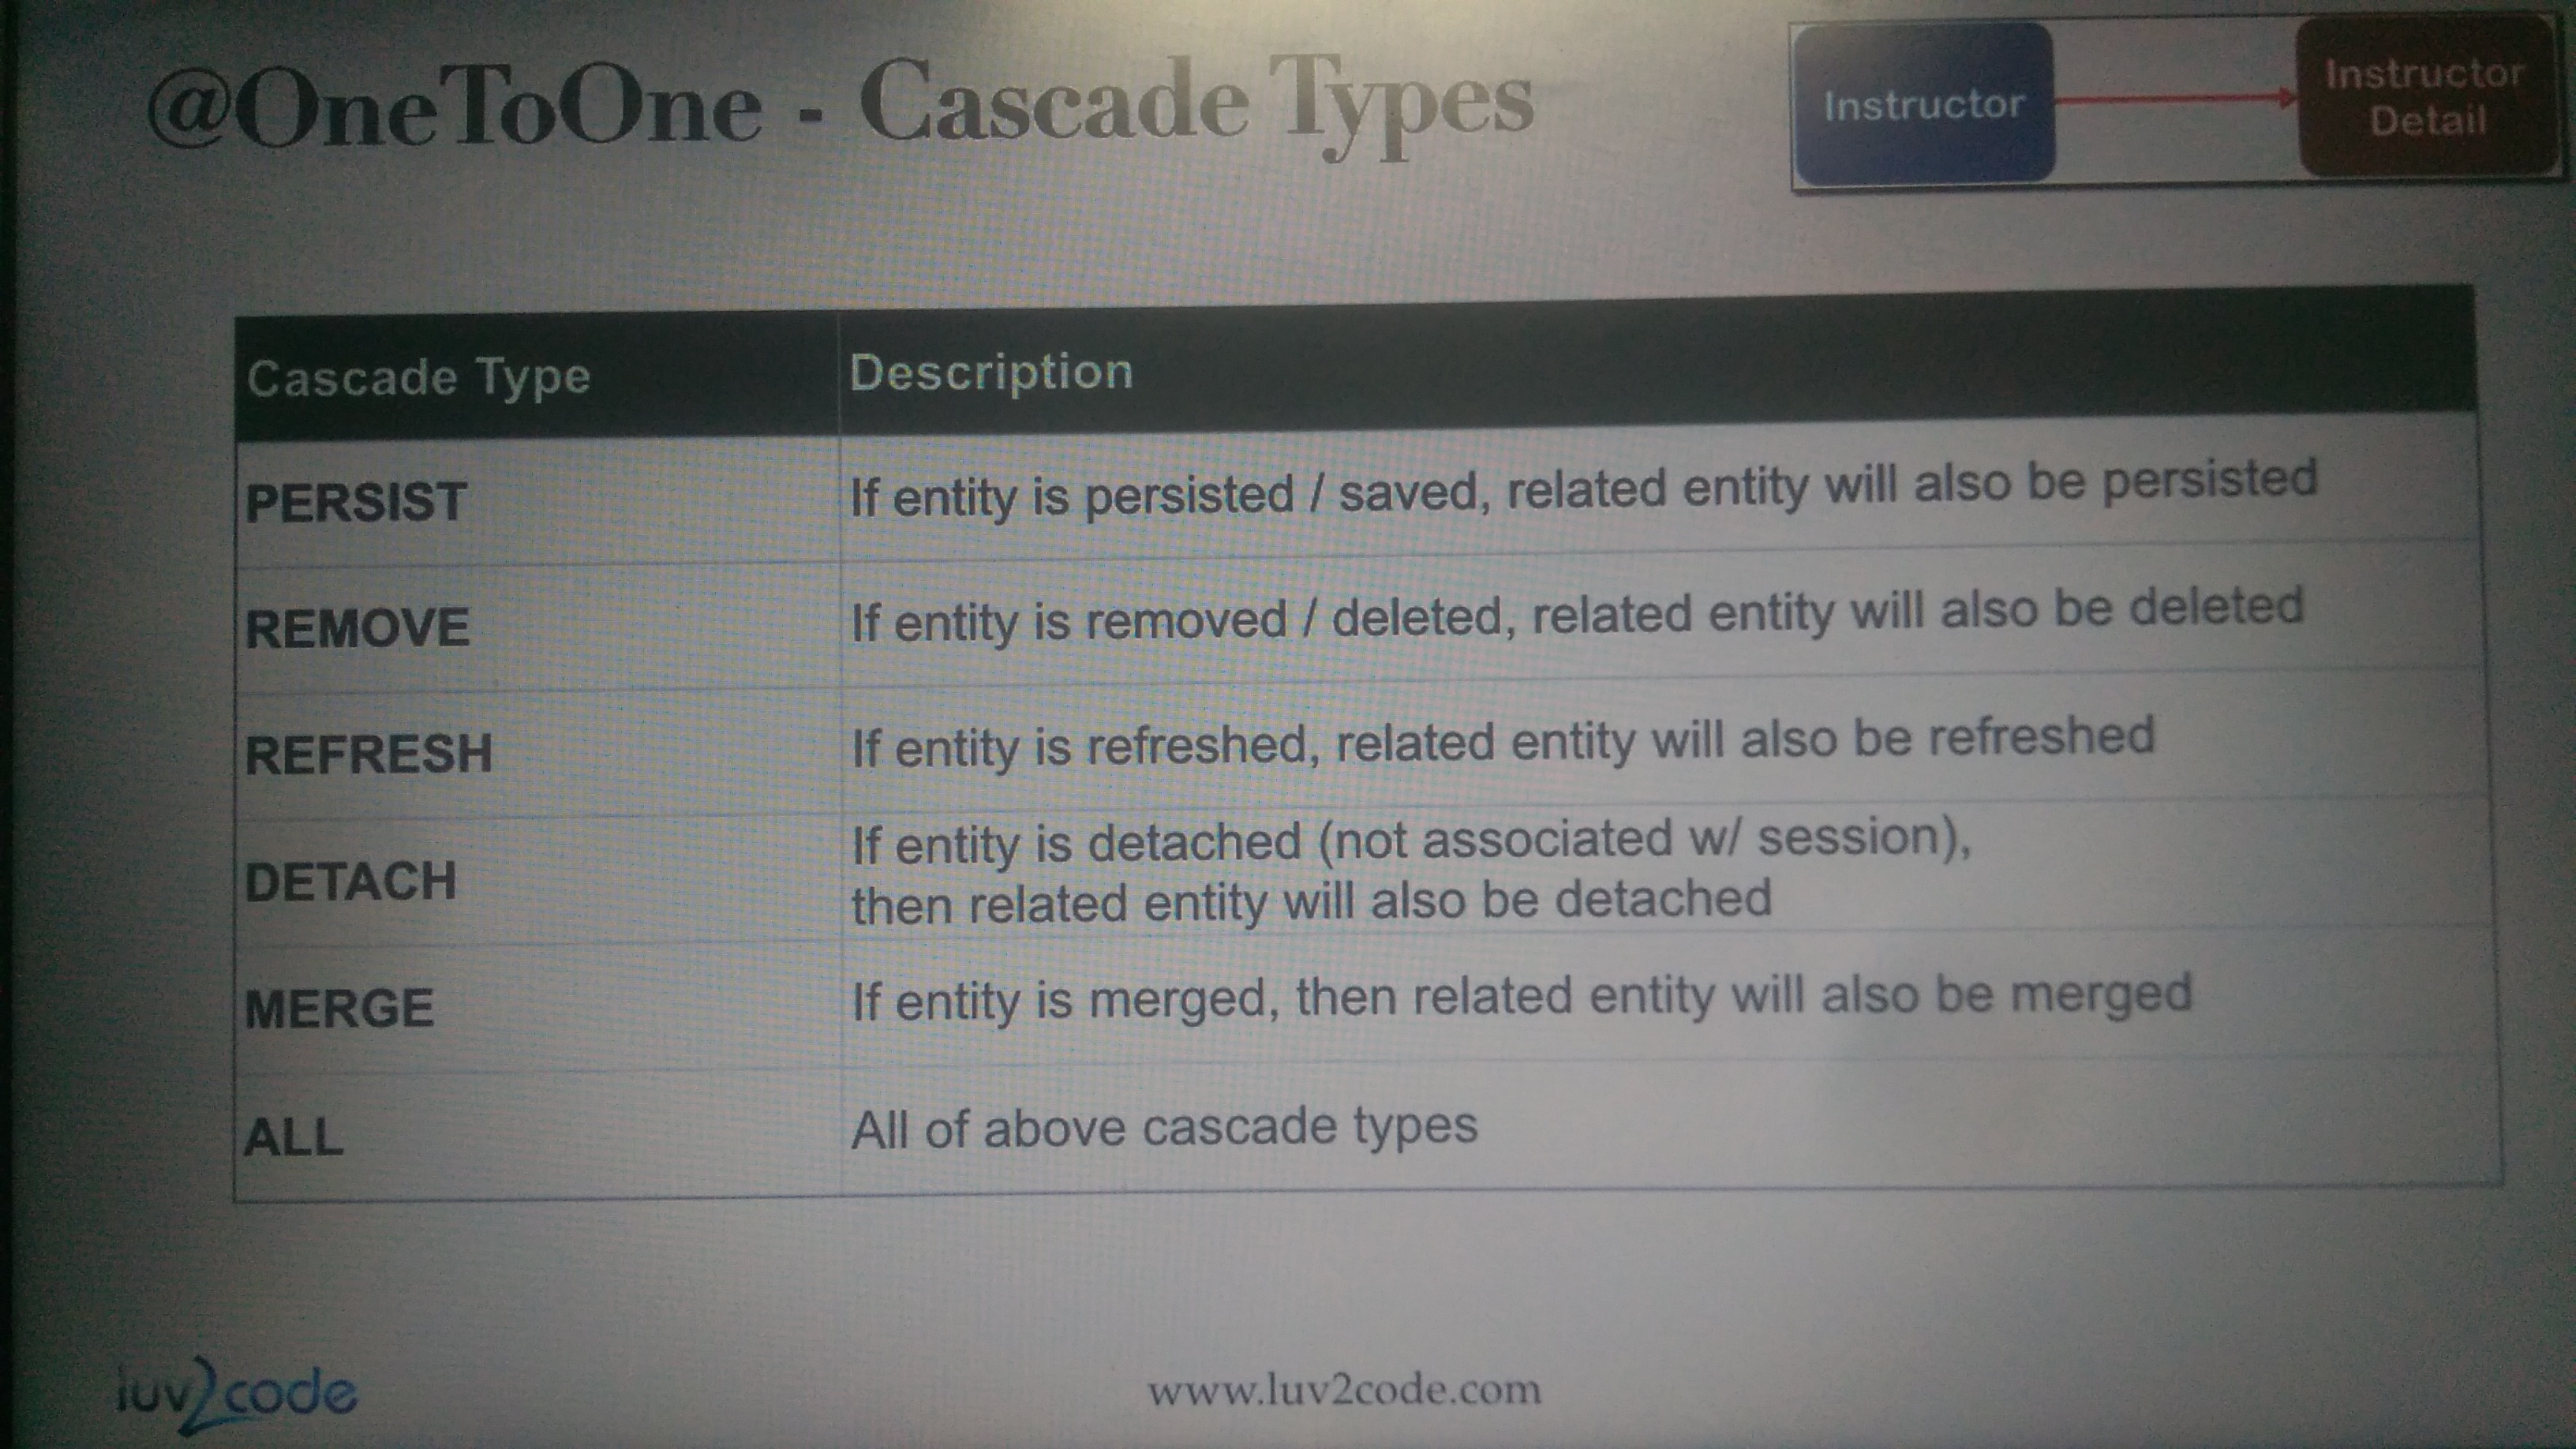 @OneToOne - Cascade Types
Instructor
Instructor
Detail
Cascade Type
Description
PERSIST
If entity is persisted / saved, related entity will also be persisted
REMOVE
If entity is removed / deleted, related entity will also be deleted
REFRESH
If entity is refreshed, related entity will also be refreshed
DETACH
If entity is detached (not associated w/ session),
then related entity will also be detached
MERGE
If entity is merged, then related entity will also be merged
ALL
All of above cascade types
luv2code
www.luv2code.com